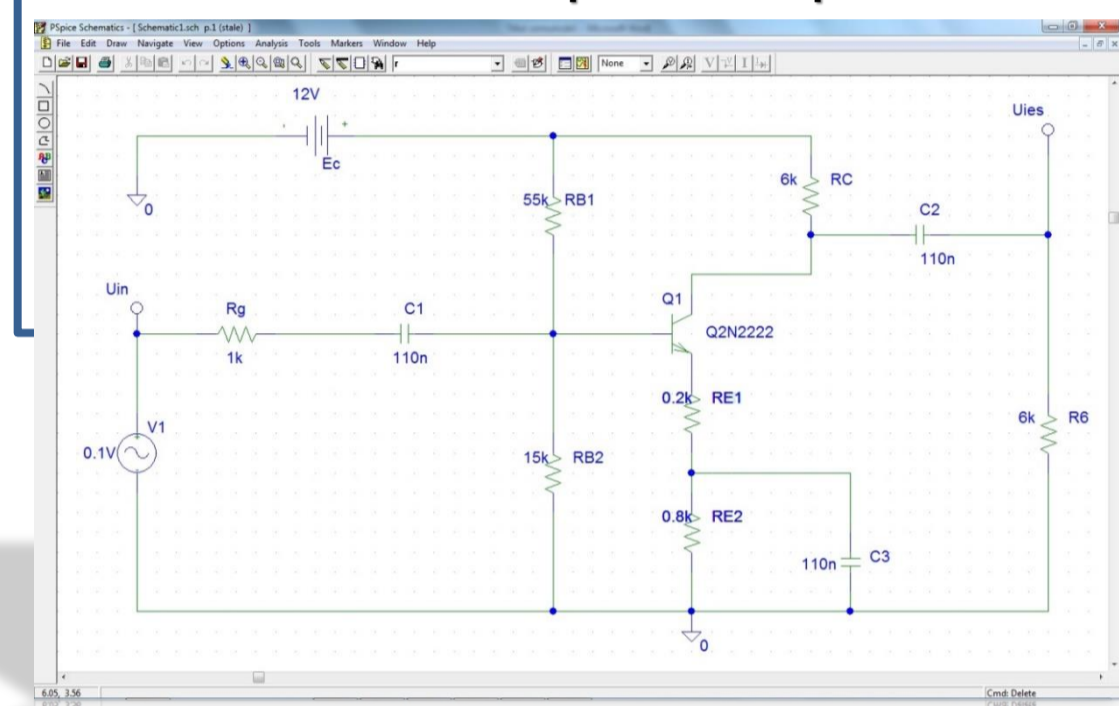 PSpice Schematics - [ Schematic1.sch p.1 (stale) ]
File Edit Draw Navigate View Options Analysis Tools Markers Window Help
r
None
12V
Ec
0
Uies
6k RC
55k RB1
C2
110n
Uin
Rg
1k
C1
110n
Q1
Q2N2222
0.2k RE1
V1
0.1V
15k RB2
6k R6
0.8k RE2
110n C3
0
6.05, 3.56
Cmd: Delete